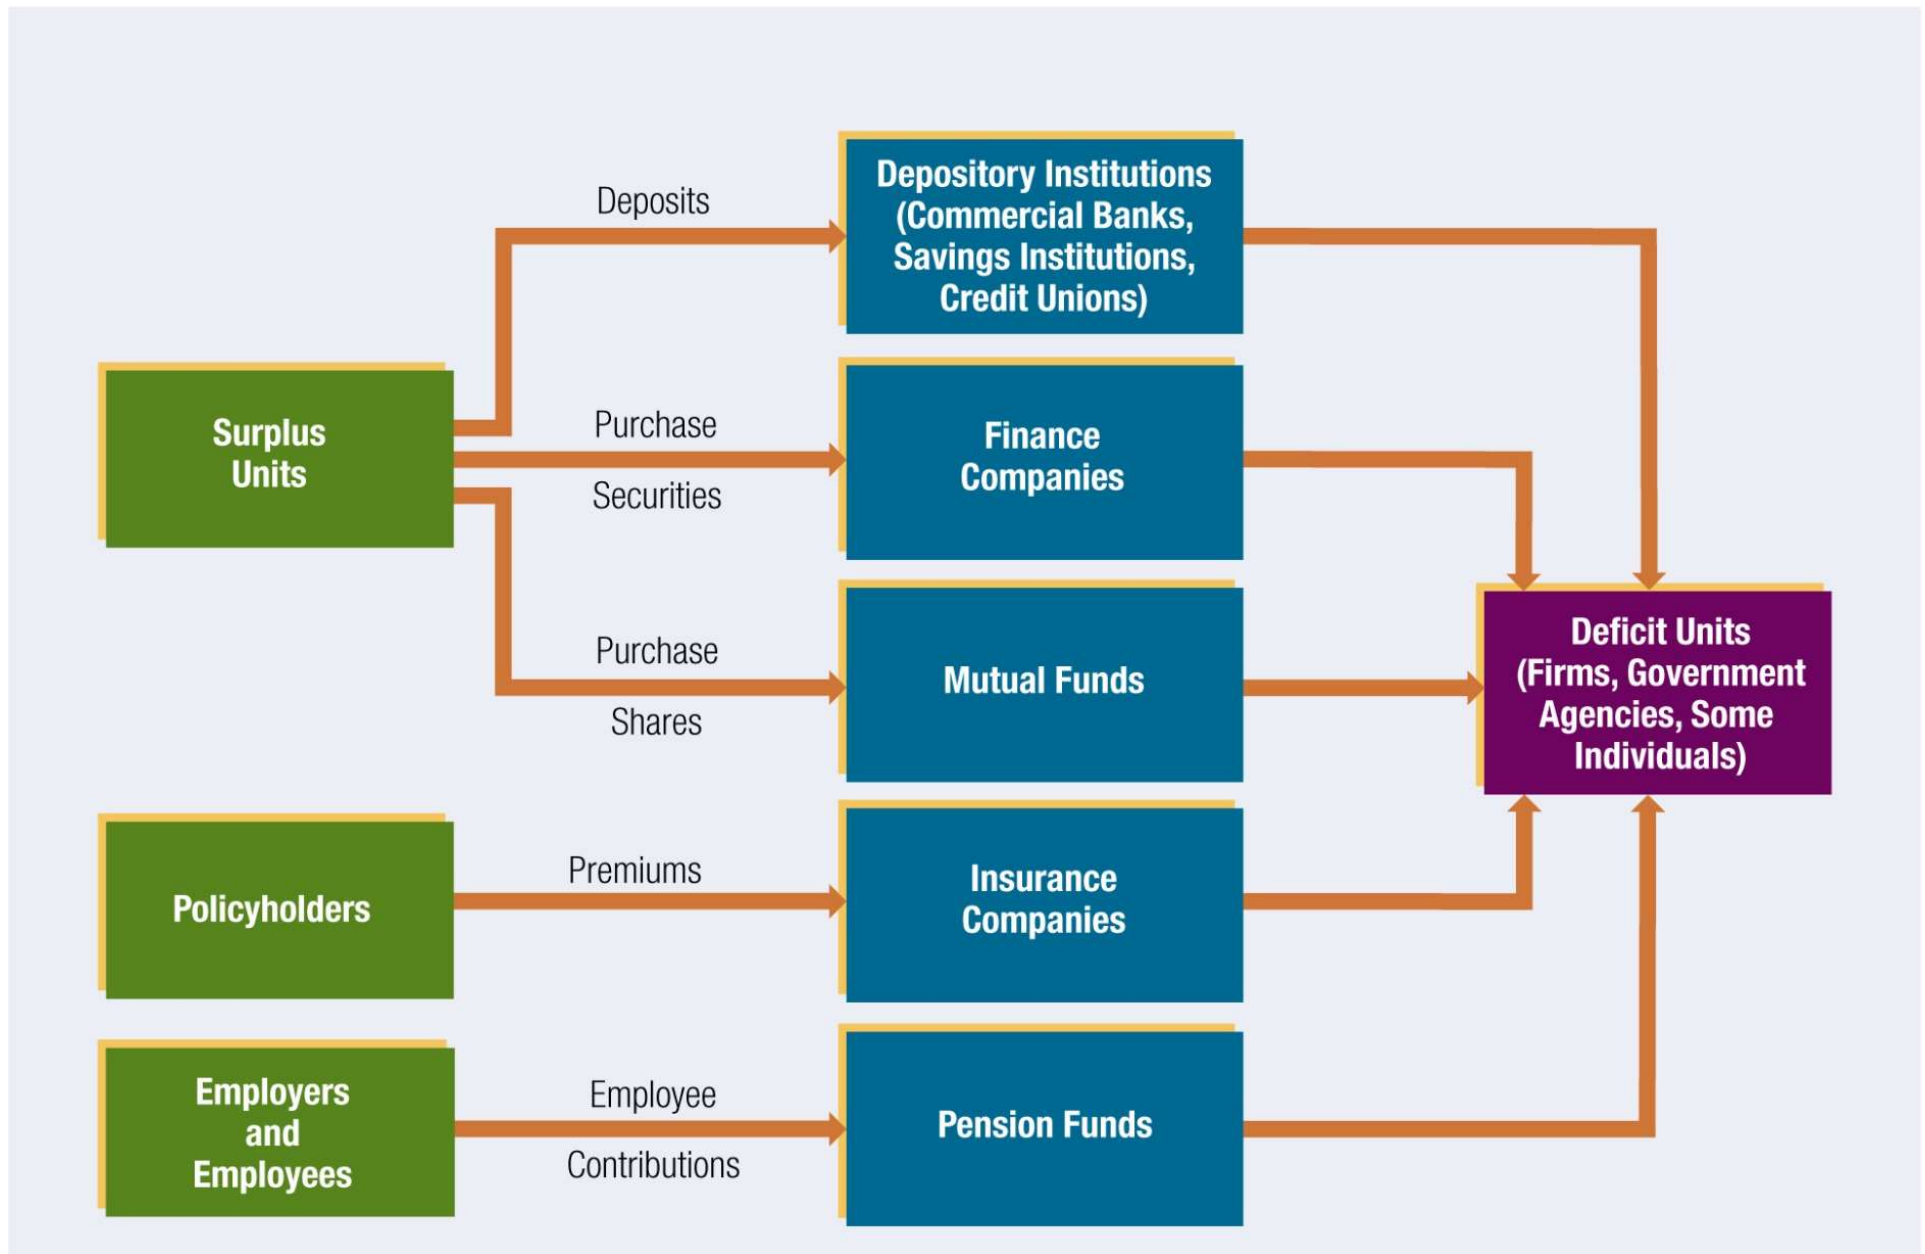 Deposits
Depository Institutions
(Commercial Banks,
Savings Institutions,
Credit Unions)
Surplus
Units
Purchase
Securities
Finance
Companies
Purchase
Shares
Mutual Funds
Deficit Units
(Firms, Government
Agencies, Some
Individuals)
Policyholders
Premiums
Insurance
Companies
Employers
and
Employees
Employee
Contributions
Pension Funds